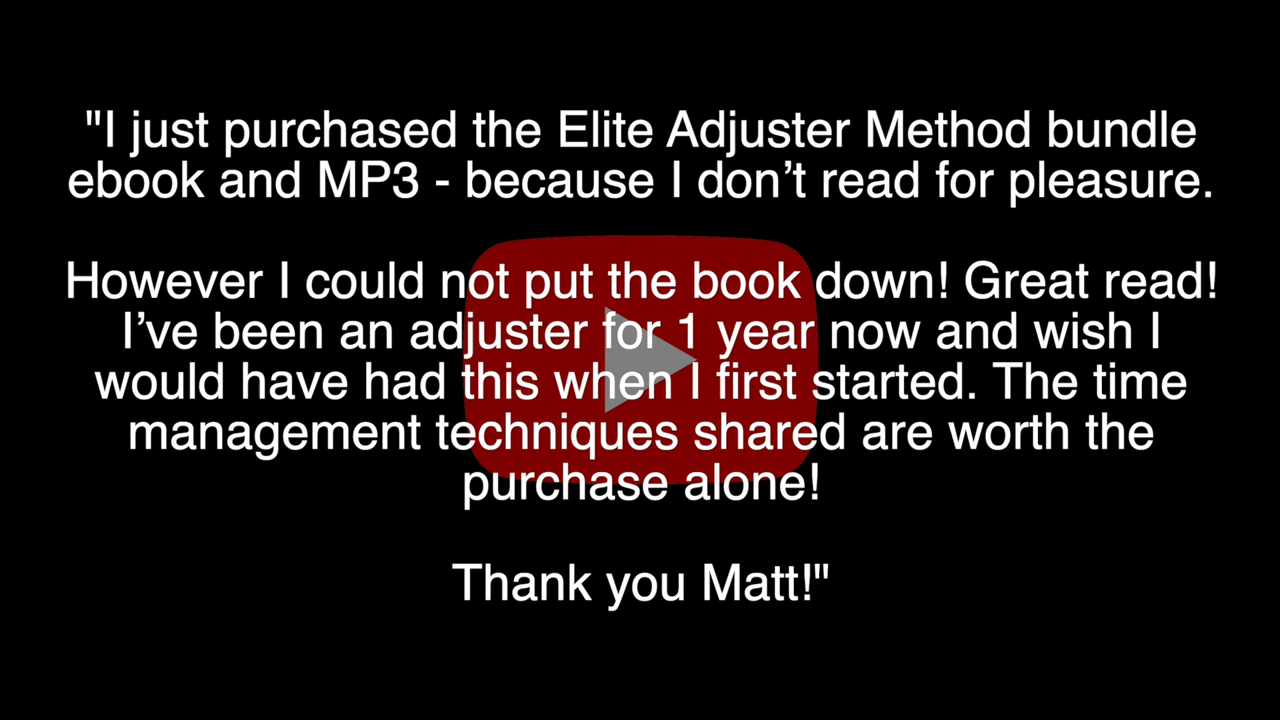 "I just purchased the Elite Adjuster Method bundle
ebook and MP3 - because I don’t read for pleasure.
However I could not put the book down! Great read!
I’ve been an adjuster for 1 year now and wish I
would have had this when I first started. The time
management techniques shared are worth the
purchase alone!
Thank you Matt!"